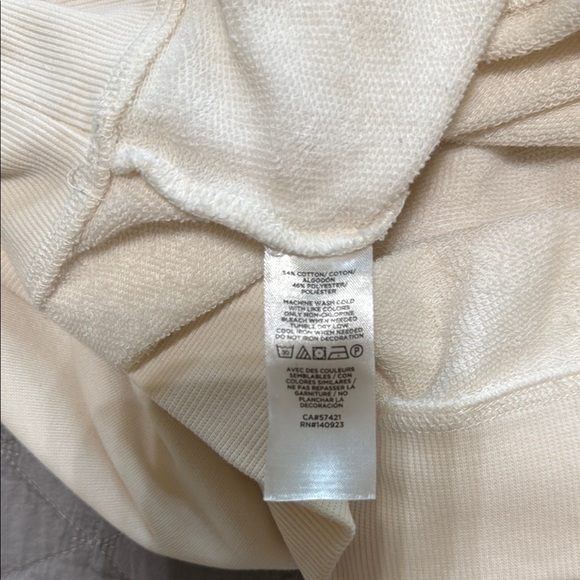 54% COTTON/ COTON/
ALGODÓN
46% POLYESTER/
POLIÉSTER
MACHINE WASH COLD
WITH LIKE COLORS
ONLY NON-CHLORINE
BLEACH WHEN NEEDED
TUMBLE DRY LOW
COOL IRON WHEN NEEDED
DO NOT IRON DECORATION
30 P
AVEC DES COULEURS
SEMBLABLES / CON
COLORES SIMILARES /
NE PAS REPASSER LA
GARNITURE / NO
PLANCHAR LA
DECORACIÓN
CA#57421
RN#140923